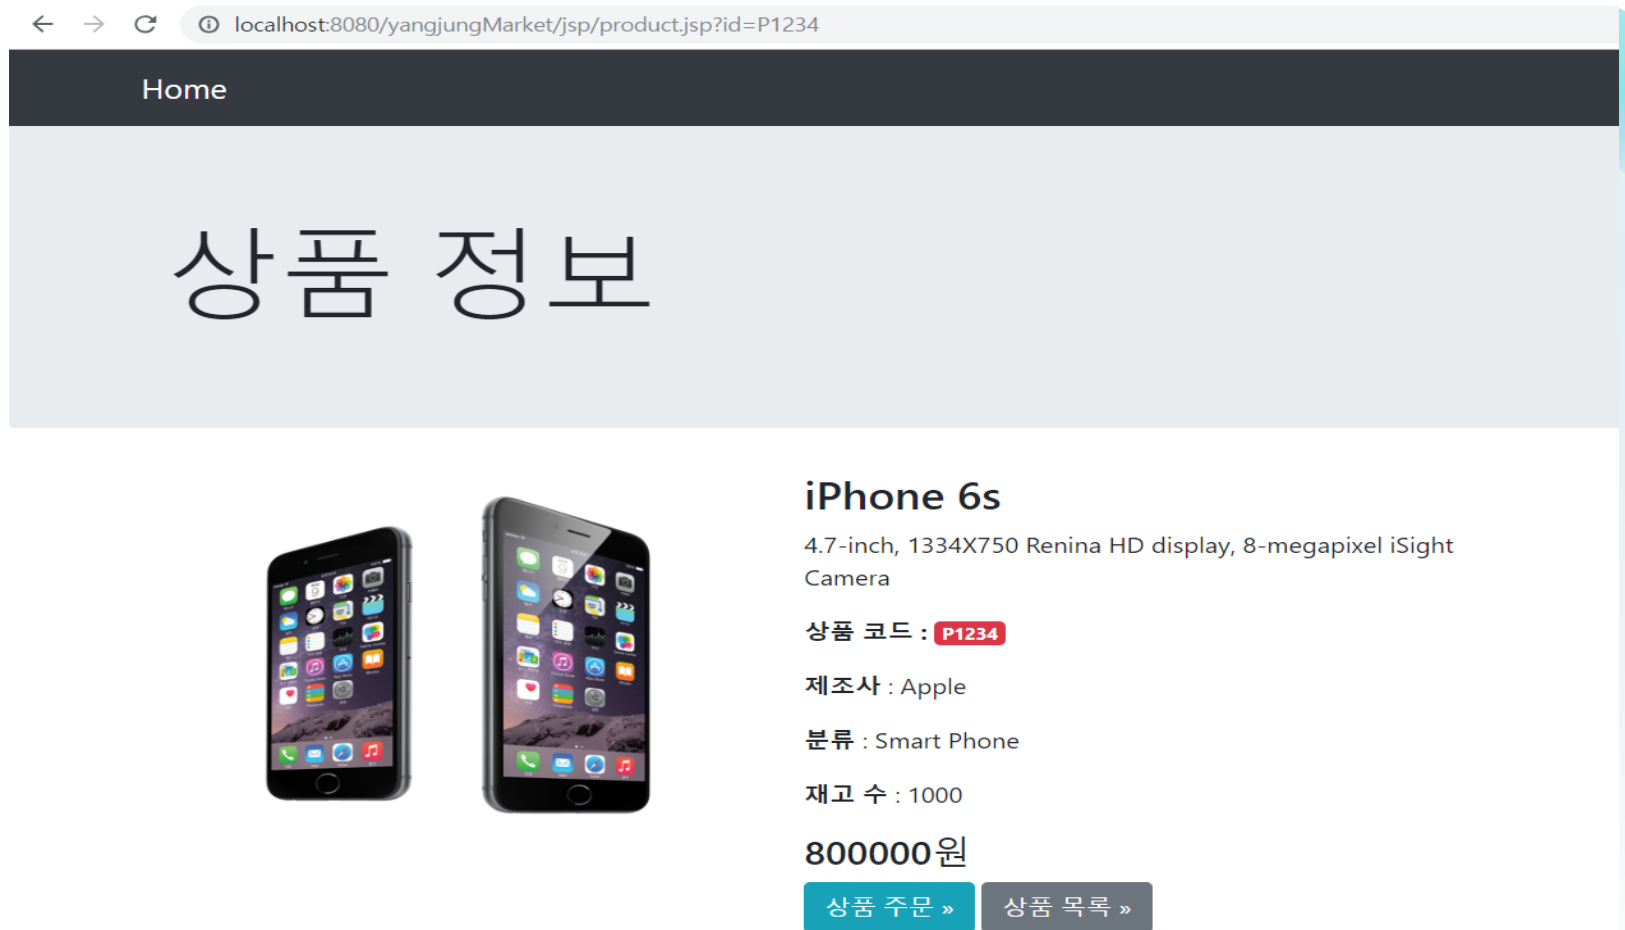 localhost:8080/yangjungMarket/jsp/product.jsp?id=P1234
Home
상품 정보
iPhone 6s
4.7-inch, 1334X750 Renina HD display, 8-megapixel iSight
Camera
상품 코드 : P1234
제조사 : Apple
분류 : Smart Phone
재고 수 : 1000
800000원
상품 주문 » 상품 목록 »